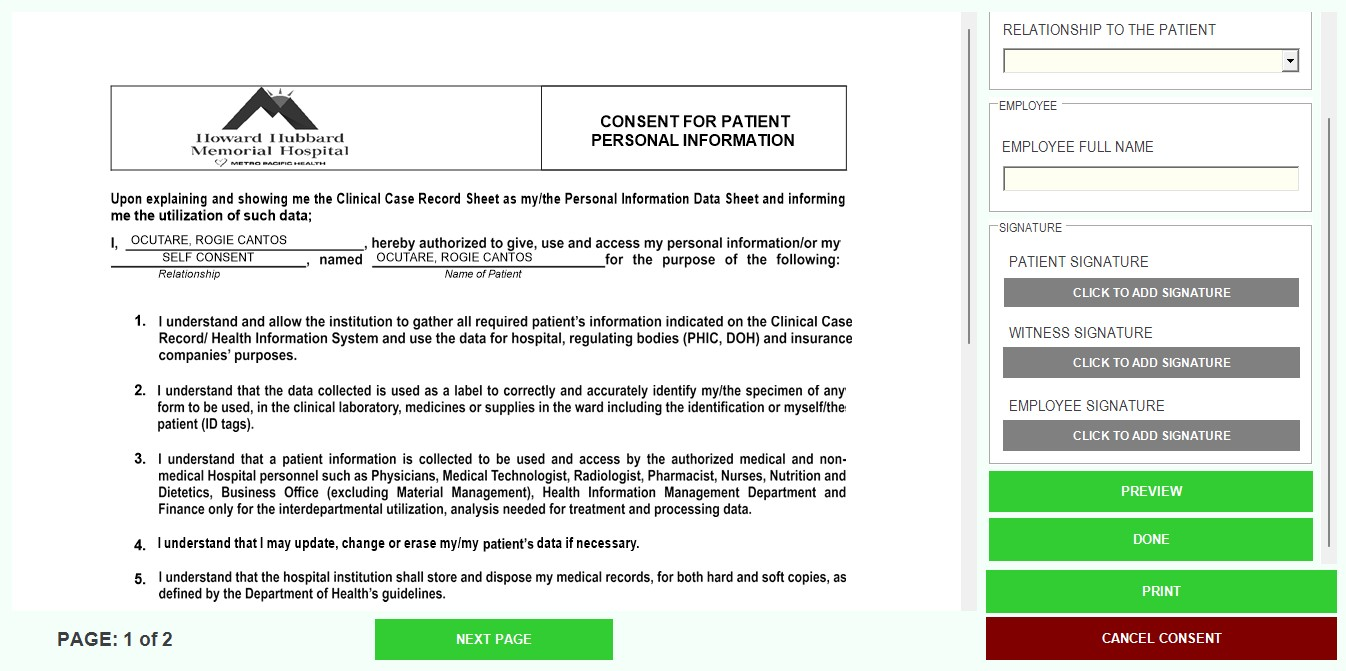 Howard Hubbard
Memorial Hospital
METRO PACIFIC HEALTH
CONSENT FOR PATIENT
PERSONAL INFORMATION
Upon explaining and showing me the Clinical Case Record Sheet as my/the Personal Information Data Sheet and informing
me the utilization of such data;
I, OCUTARE, ROGIE CANTOS , hereby authorized to give, use and access my personal information/or my
SELF CONSENT , named OCUTARE, ROGIE CANTOS for the purpose of the following:
Relationship Name of Patient
1. I understand and allow the institution to gather all required patient’s information indicated on the Clinical Case
Record/ Health Information System and use the data for hospital, regulating bodies (PHIC, DOH) and insurance
companies’ purposes.
2. I understand that the data collected is used as a label to correctly and accurately identify my/the specimen of any
form to be used, in the clinical laboratory, medicines or supplies in the ward including the identification or myself/the
patient (ID tags).
3. I understand that a patient information is collected to be used and access by the authorized medical and non-
medical Hospital personnel such as Physicians, Medical Technologist, Radiologist, Pharmacist, Nurses, Nutrition and
Dietetics, Business Office (excluding Material Management), Health Information Management Department and
Finance only for the interdepartmental utilization, analysis needed for treatment and processing data.
4. I understand that I may update, change or erase my/my patient’s data if necessary.
5. I understand that the hospital institution shall store and dispose my medical records, for both hard and soft copies, as
defined by the Department of Health’s guidelines.
PAGE: 1 of 2
NEXT PAGE
RELATIONSHIP TO THE PATIENT
EMPLOYEE
EMPLOYEE FULL NAME
SIGNATURE
PATIENT SIGNATURE
CLICK TO ADD SIGNATURE
WITNESS SIGNATURE
CLICK TO ADD SIGNATURE
EMPLOYEE SIGNATURE
CLICK TO ADD SIGNATURE
PREVIEW
DONE
PRINT
CANCEL CONSENT